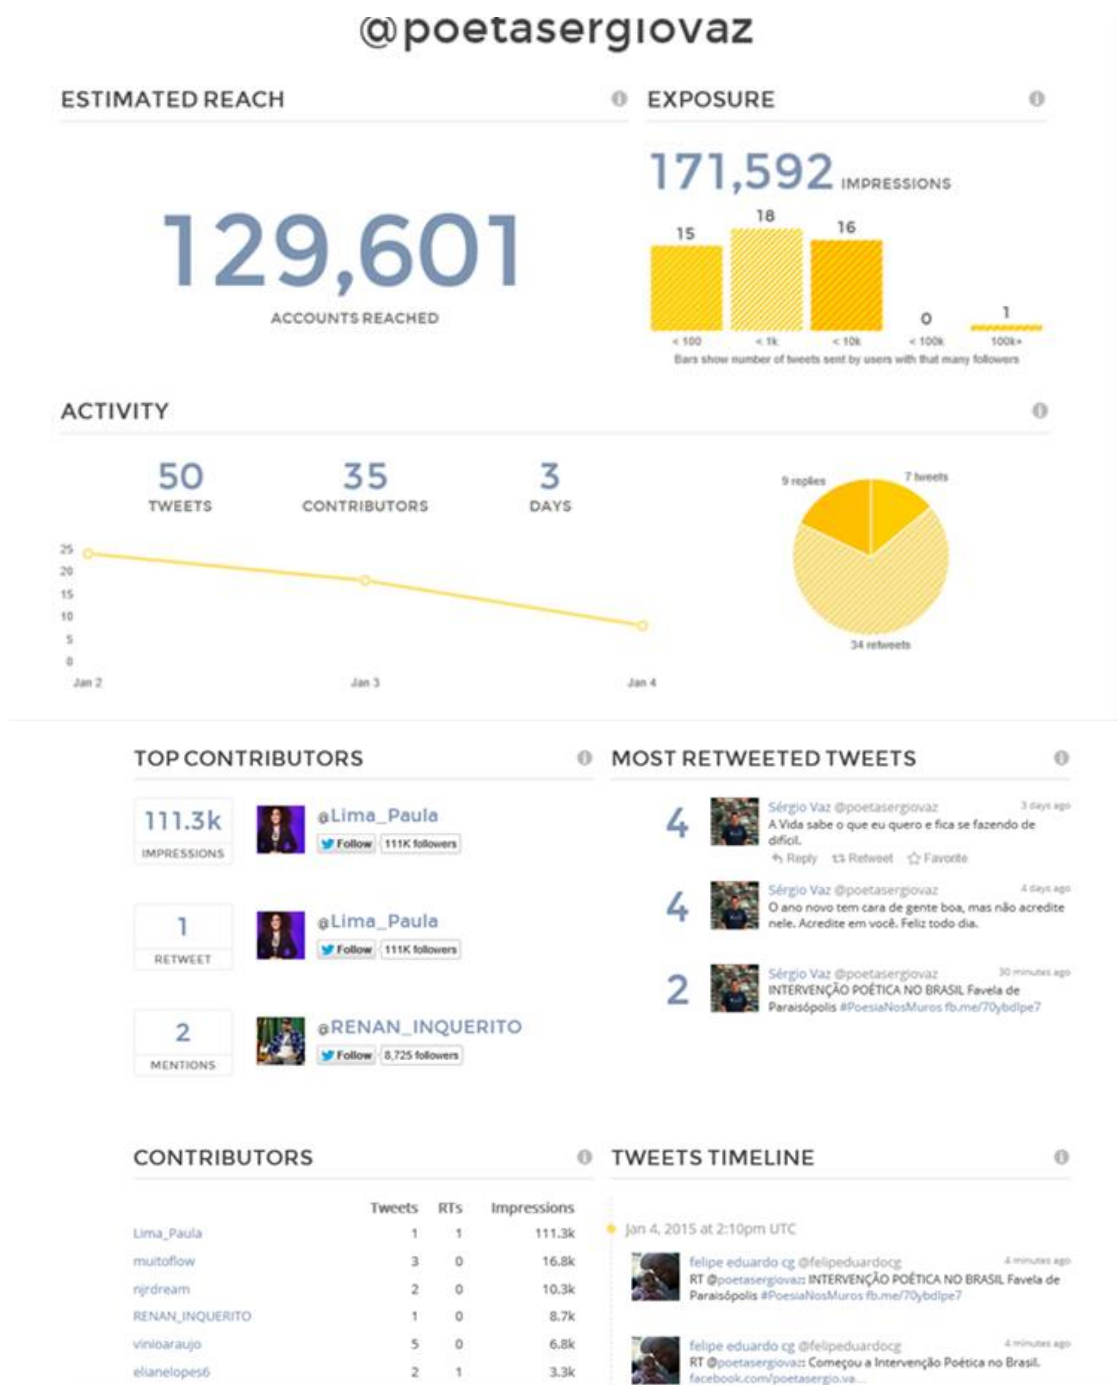 @poetasergiovaz
ESTIMATED REACH
129,601
ACCOUNTS REACHED
EXPOSURE
171,592 IMPRESSIONS
15 18 16 0 1
< 100 < 1k < 10k < 100k 100k+
Bars show number of tweets sent by users with that many followers
ACTIVITY
50 35 3
TWEETS CONTRIBUTORS DAYS
25
20
15
10
5
0
Jan 2 Jan 3 Jan 4
9 replies 7 tweets
34 retweets
TOP CONTRIBUTORS
111.3k
IMPRESSIONS
@Lima_Paula
Follow 111K followers
1
RETWEET
@Lima_Paula
Follow 111K followers
2
MENTIONS
@RENAN_INQUERITO
Follow 8,725 followers
MOST RETWEETED TWEETS
4
Sérgio Vaz @poetasergiovaz 3 days ago
A Vida sabe o que eu quero e fica se fazendo de
difícil.
Reply Retweet Favorite
4
Sérgio Vaz @poetasergiovaz 4 days ago
O ano novo tem cara de gente boa, mas não acredite
nele. Acredite em você. Feliz todo dia.
2
Sérgio Vaz @poetasergiovaz 30 minutes ago
INTERVENÇÃO POÉTICA NO BRASIL Favela de
Paraisópolis #PoesiaNosMuros fb.me/70ybdlpe7
CONTRIBUTORS
Tweets RTs Impressions
Lima_Paula 1 1 111.3k
muitoflow 3 0 16.8k
njrdream 2 0 10.3k
RENAN_INQUERITO 1 0 8.7k
vinioaraujo 5 0 6.8k
elianelopes6 2 1 3.3k
TWEETS TIMELINE
Jan 4, 2015 at 2:10pm UTC
felipe eduardo cg @felipeduardocg 4 minutes ago
RT @poetasergiovaz: INTERVENÇÃO POÉTICA NO BRASIL Favela de
Paraisópolis #PoesiaNosMuros fb.me/70ybdlpe7
felipe eduardo cg @felipeduardocg 4 minutes ago
RT @poetasergiovaz: Começou a Intervenção Poética no Brasil.
facebook.com/poetasergio.va...